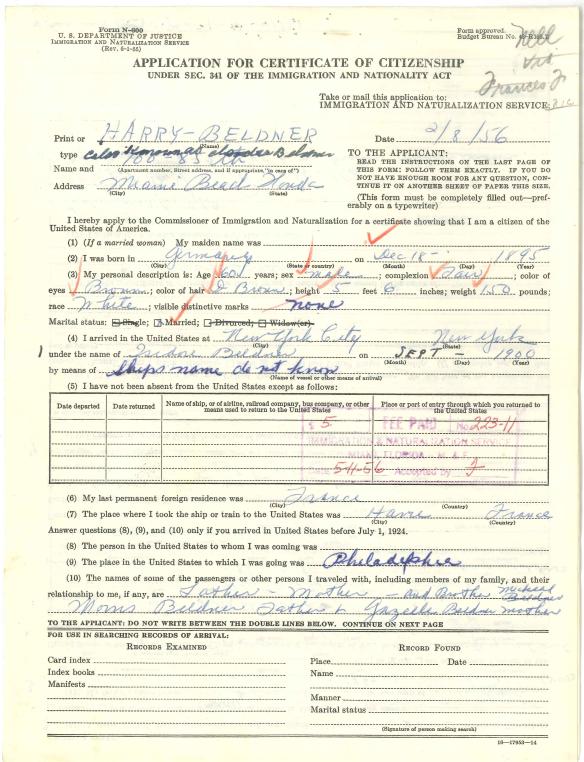 Form N-600
U. S. DEPARTMENT OF JUSTICE
IMMIGRATION AND NATURALIZATION SERVICE
(Rev. 6-1-55)
Form approved.
Budget Bureau No.
Nell
Frances
APPLICATION FOR CERTIFICATE OF CITIZENSHIP
UNDER SEC. 341 OF THE IMMIGRATION AND NATIONALITY ACT
Take or mail this application to:
IMMIGRATION AND NATURALIZATION SERVICE,
Print or HARRY - BELDNER Date 2/8/56
(Name)
type also known as Beldner
Name and (Apartment number, Street address, and if appropriate, "in care of")
Address Miami Beach Florida
(City) (State)
TO THE APPLICANT:
READ THE INSTRUCTIONS ON THE LAST PAGE OF
THIS FORM: FOLLOW THEM EXACTLY. IF YOU DO
NOT HAVE ENOUGH ROOM FOR ANY QUESTION, CON-
TINUE IT ON ANOTHER SHEET OF PAPER THIS SIZE.
(This form must be completely filled out—pref-
erably on a typewriter)
I hereby apply to the Commissioner of Immigration and Naturalization for a certificate showing that I am a citizen of the
United States of America.
(1) (If a married woman) My maiden name was
(2) I was born in Germany on Dec 18 - 1895
(City) (State or country) (Month) (Day) (Year)
(3) My personal description is: Age 60 years; sex male; complexion Fair; color of
eyes Brown; color of hair D Brown; height 5 feet 6 inches; weight 150 pounds;
race White; visible distinctive marks none
Marital status: Single; Married; Divorced; Widow(er)
(4) I arrived in the United States at New York City New York
(City) (State)
under the name of Isidore Beldner on SEPT - 1900
(Month) (Day) (Year)
by means of ships name do not know
(Name of vessel or other means of arrival)
(5) I have not been absent from the United States except as follows:
Date departed Date returned Name of ship, or of airline, railroad company, bus company, or other means used to return to the United States Place or port of entry through which you returned to the United States
$ 5. FEE PAID No. 223-11
IMMIGRATION & NATURALIZATION SERVICE
MIAMI, FLORIDA
Date 5-11-56 Accepted by
(6) My last permanent foreign residence was France
(City) (Country)
(7) The place where I took the ship or train to the United States was Havre France
(City) (Country)
Answer questions (8), (9), and (10) only if you arrived in United States before July 1, 1924.
(8) The person in the United States to whom I was coming was
(9) The place in the United States to which I was going was Philadelphia
(10) The names of some of the passengers or other persons I traveled with, including members of my family, and their
relationship to me, if any, are Father - Mother - and Brother Beldner
Morris Beldner Father + Beldner mother
TO THE APPLICANT: DO NOT WRITE BETWEEN THE DOUBLE LINES BELOW. CONTINUE ON NEXT PAGE
FOR USE IN SEARCHING RECORDS OF ARRIVAL:
RECORDS EXAMINED RECORD FOUND
Card index Place Date
Index books Name
Manifests
Manner
Marital status
(Signature of person making search)
16—17953—14